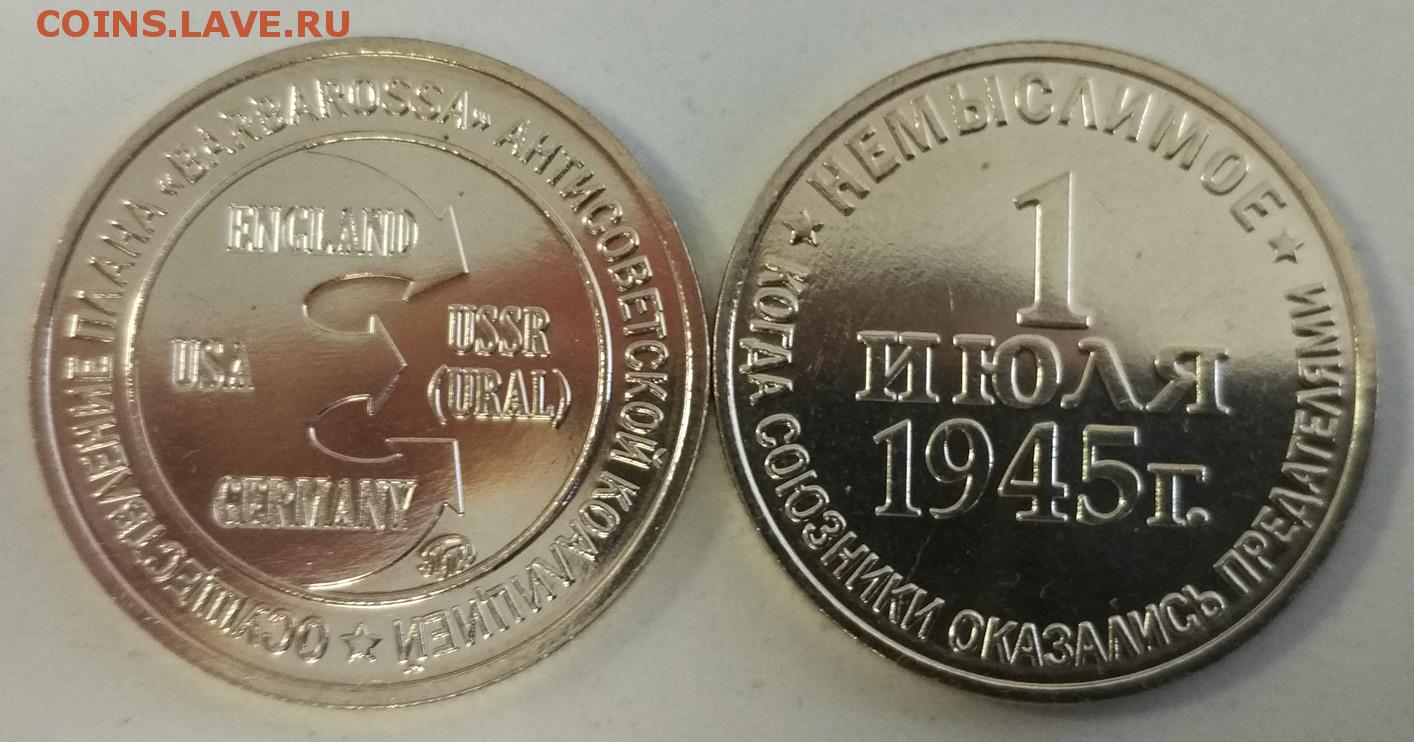 COINS.LAVE.RU
ОСУЩЕСТВЛЕНИЕ ПЛАНА «BARBAROSSA» АНТИСОВЕТСКОЙ КОАЛИЦИЕЙ
ENGLAND
USA
USSR
(URAL)
GERMANY
НЕМЫСЛИМОЕ
1
ИЮЛЯ
1945г.
КОГДА СОЮЗНИКИ ОКАЗАЛИСЬ ПРЕДАТЕЛЯМИ